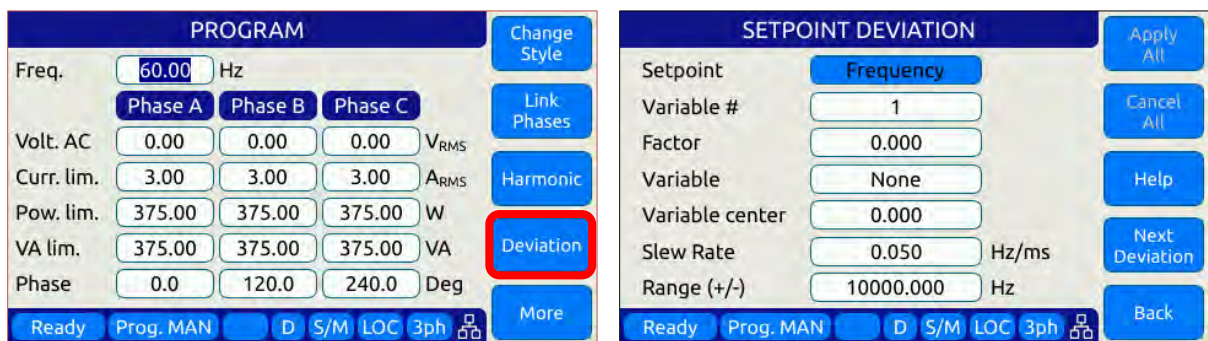 PROGRAM
Freq. 60.00 Hz
Phase A Phase B Phase C
Volt. AC 0.00 0.00 0.00 VRMS
Curr. lim. 3.00 3.00 3.00 ARMS
Pow. lim. 375.00 375.00 375.00 W
VA lim. 375.00 375.00 375.00 VA
Phase 0.0 120.0 240.0 Deg
Ready Prog. MAN D S/M LOC 3ph
Change
Style
Link
Phases
Harmonic
Deviation
More
SETPOINT DEVIATION
Setpoint Frequency
Variable # 1
Factor 0.000
Variable None
Variable center 0.000
Slew Rate 0.050 Hz/ms
Range (+/-) 10000.000 Hz
Ready Prog. MAN D S/M LOC 3ph
Apply
All
Cancel
All
Help
Next
Deviation
Back